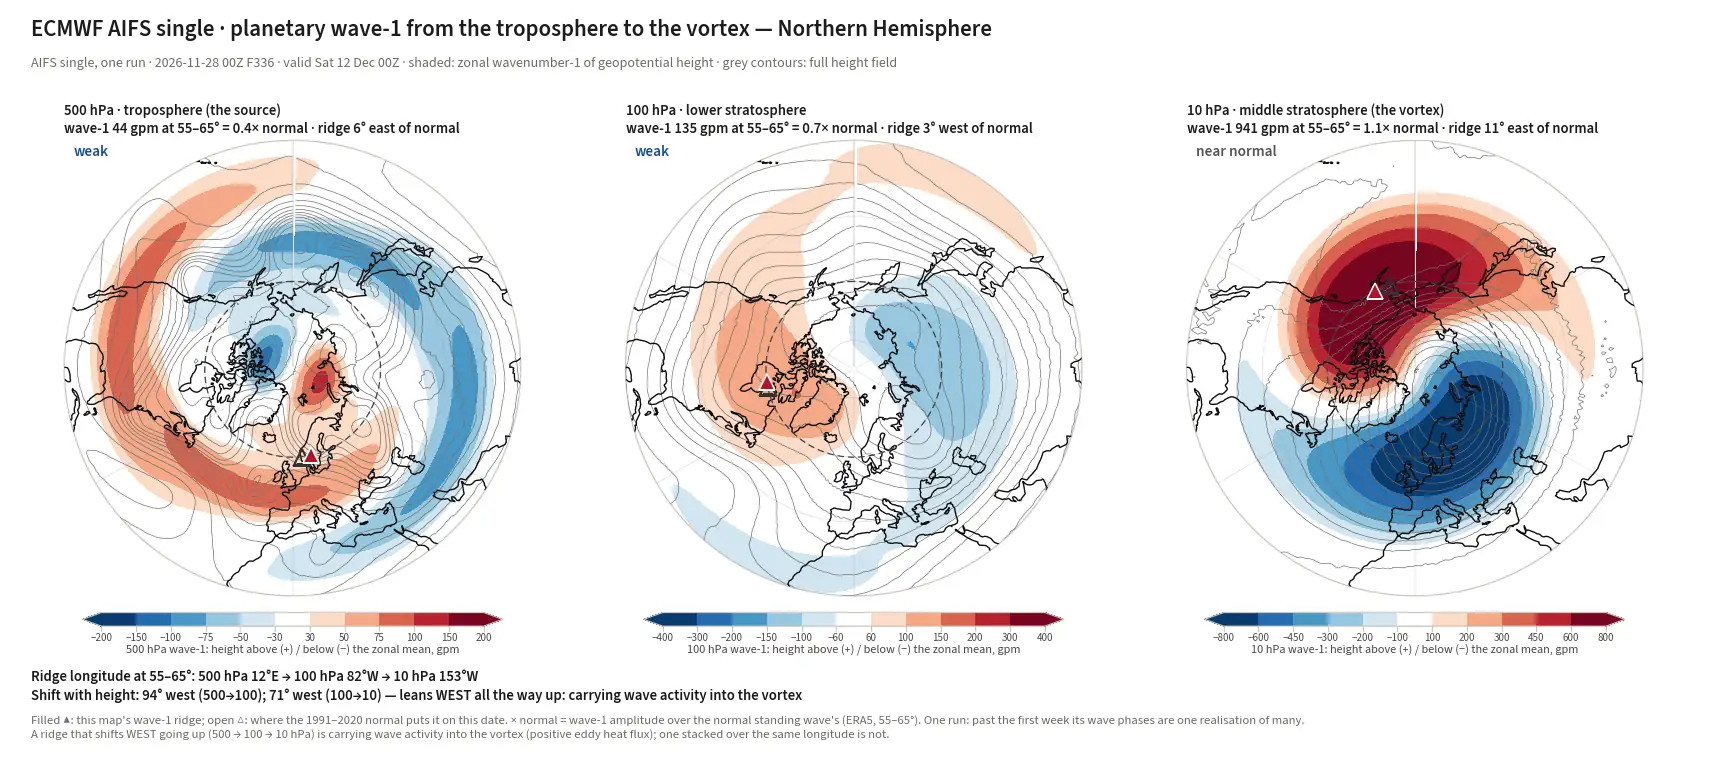 ECMWF AIFS single · planetary wave-1 from the troposphere to the vortex — Northern Hemisphere
AIFS single, one run · 2026-11-28 00Z F336 · valid Sat 12 Dec 00Z · shaded: zonal wavenumber-1 of geopotential height · grey contours: full height field
500 hPa · troposphere (the source)
wave-1 44 gpm at 55–65° = 0.4× normal · ridge 6° east of normal
weak
100 hPa · lower stratosphere
wave-1 135 gpm at 55–65° = 0.7× normal · ridge 3° west of normal
weak
10 hPa · middle stratosphere (the vortex)
wave-1 941 gpm at 55–65° = 1.1× normal · ridge 11° east of normal
near normal
−200 −150 −100 −75 −50 −30 30 50 75 100 150 200
500 hPa wave-1: height above (+) / below (−) the zonal mean, gpm
−400 −300 −200 −150 −100 −60 60 100 150 200 300 400
100 hPa wave-1: height above (+) / below (−) the zonal mean, gpm
−800 −600 −450 −300 −200 −100 100 200 300 450 600 800
10 hPa wave-1: height above (+) / below (−) the zonal mean, gpm
Ridge longitude at 55–65°: 500 hPa 12°E → 100 hPa 82°W → 10 hPa 153°W
Shift with height: 94° west (500→100); 71° west (100→10) — leans WEST all the way up: carrying wave activity into the vortex
Filled ▲: this map's wave-1 ridge; open △: where the 1991–2020 normal puts it on this date. × normal = wave-1 amplitude over the normal standing wave's (ERA5, 55–65°). One run: past the first week its wave phases are one realisation of many.
A ridge that shifts WEST going up (500 → 100 → 10 hPa) is carrying wave activity into the vortex (positive eddy heat flux); one stacked over the same longitude is not.